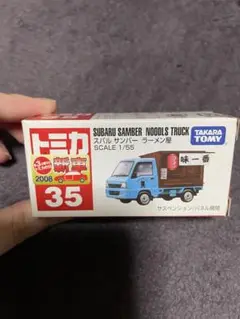 トミカ
新車
2008
35
SUBARU SAMBER NOODLS TRUCK
スバル サンバー ラーメン屋
SCALE 1/55
TAKARA
TOMY
味一番
サスペンション/パネル開閉